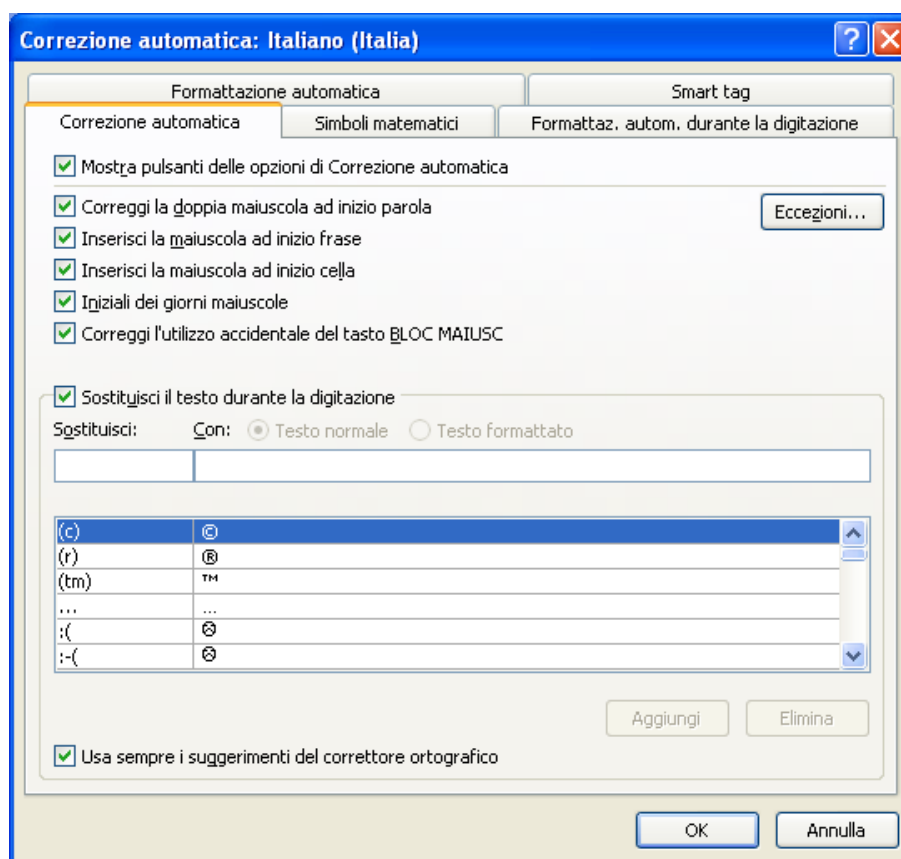 Correzione automatica: Italiano (Italia)
Formattazione automatica Smart tag
Correzione automatica Simboli matematici Formattaz. autom. durante la digitazione
Mostra pulsanti delle opzioni di Correzione automatica
Correggi la doppia maiuscola ad inizio parola Eccezioni...
Inserisci la maiuscola ad inizio frase
Inserisci la maiuscola ad inizio cella
Iniziali dei giorni maiuscole
Correggi l'utilizzo accidentale del tasto BLOC MAIUSC
Sostituisci il testo durante la digitazione
Sostituisci: Con: Testo normale Testo formattato
(c) ©
(r) ®
(tm) ™
... …
:( ☹
:-( ☹
Aggiungi Elimina
Usa sempre i suggerimenti del correttore ortografico
OK Annulla